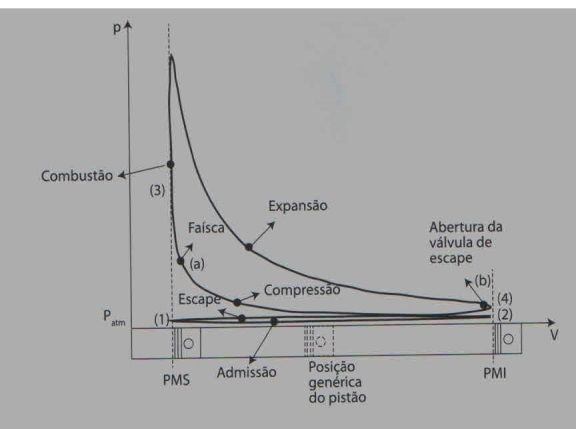 p
Combustão
(3)
Faísca
(a)
Expansão
Abertura da
válvula de
escape
(b)
(4)
Compressão
Escape
P atm
(1)
(2)
V
PMS
Admissão
Posição
genérica
do pistão
PMI